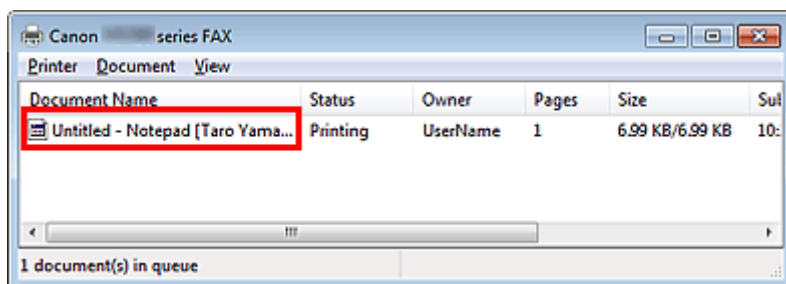 Canon series FAX
Printer Document View
Document Name Status Owner Pages Size Sul
Untitled - Notepad [Taro Yama... Printing UserName 1 6.99 KB/6.99 KB 10:
1 document(s) in queue